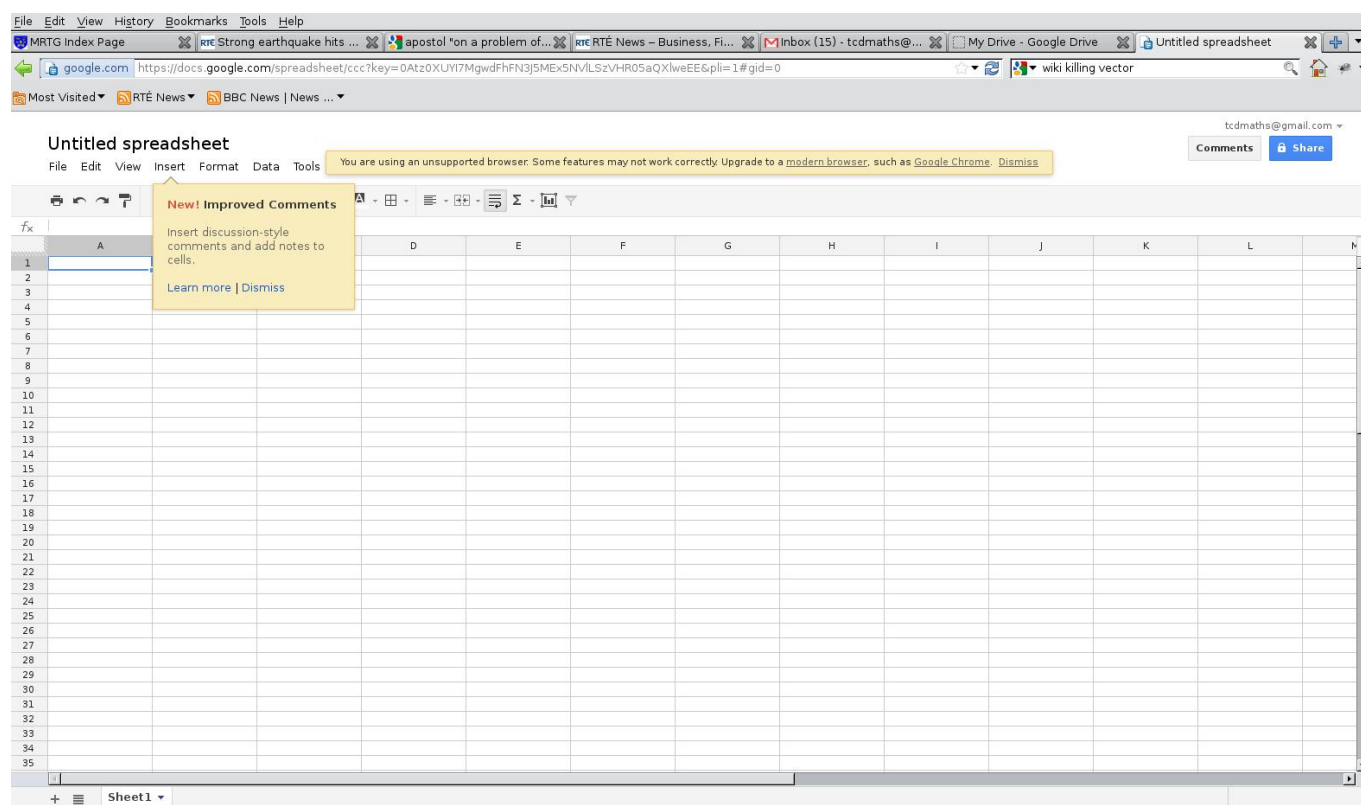 File Edit View History Bookmarks Tools Help
MRTG Index Page RTÉ Strong earthquake hits ... apostol "on a problem of... RTÉ RTÉ News – Business, Fi... Inbox (15) - tcdmaths@... My Drive - Google Drive Untitled spreadsheet
google.com https://docs.google.com/spreadsheet/ccc?key=0Atz0XUYI7MgwdFhFN3J5MEx5NVlLSzVHR05aQXlweEE&pli=1#gid=0 wiki killing vector
Most Visited RTÉ News BBC News | News ...
tcdmaths@gmail.com
Untitled spreadsheet
Comments Share
File Edit View Insert Format Data Tools
You are using an unsupported browser. Some features may not work correctly. Upgrade to a modern browser, such as Google Chrome. Dismiss
New! Improved Comments
Insert discussion-style
comments and add notes to
cells.
Learn more | Dismiss
fx
A D E F G H I J K L M
1
2
3
4
5
6
7
8
9
10
11
12
13
14
15
16
17
18
19
20
21
22
23
24
25
26
27
28
29
30
31
32
33
34
35
Sheet1